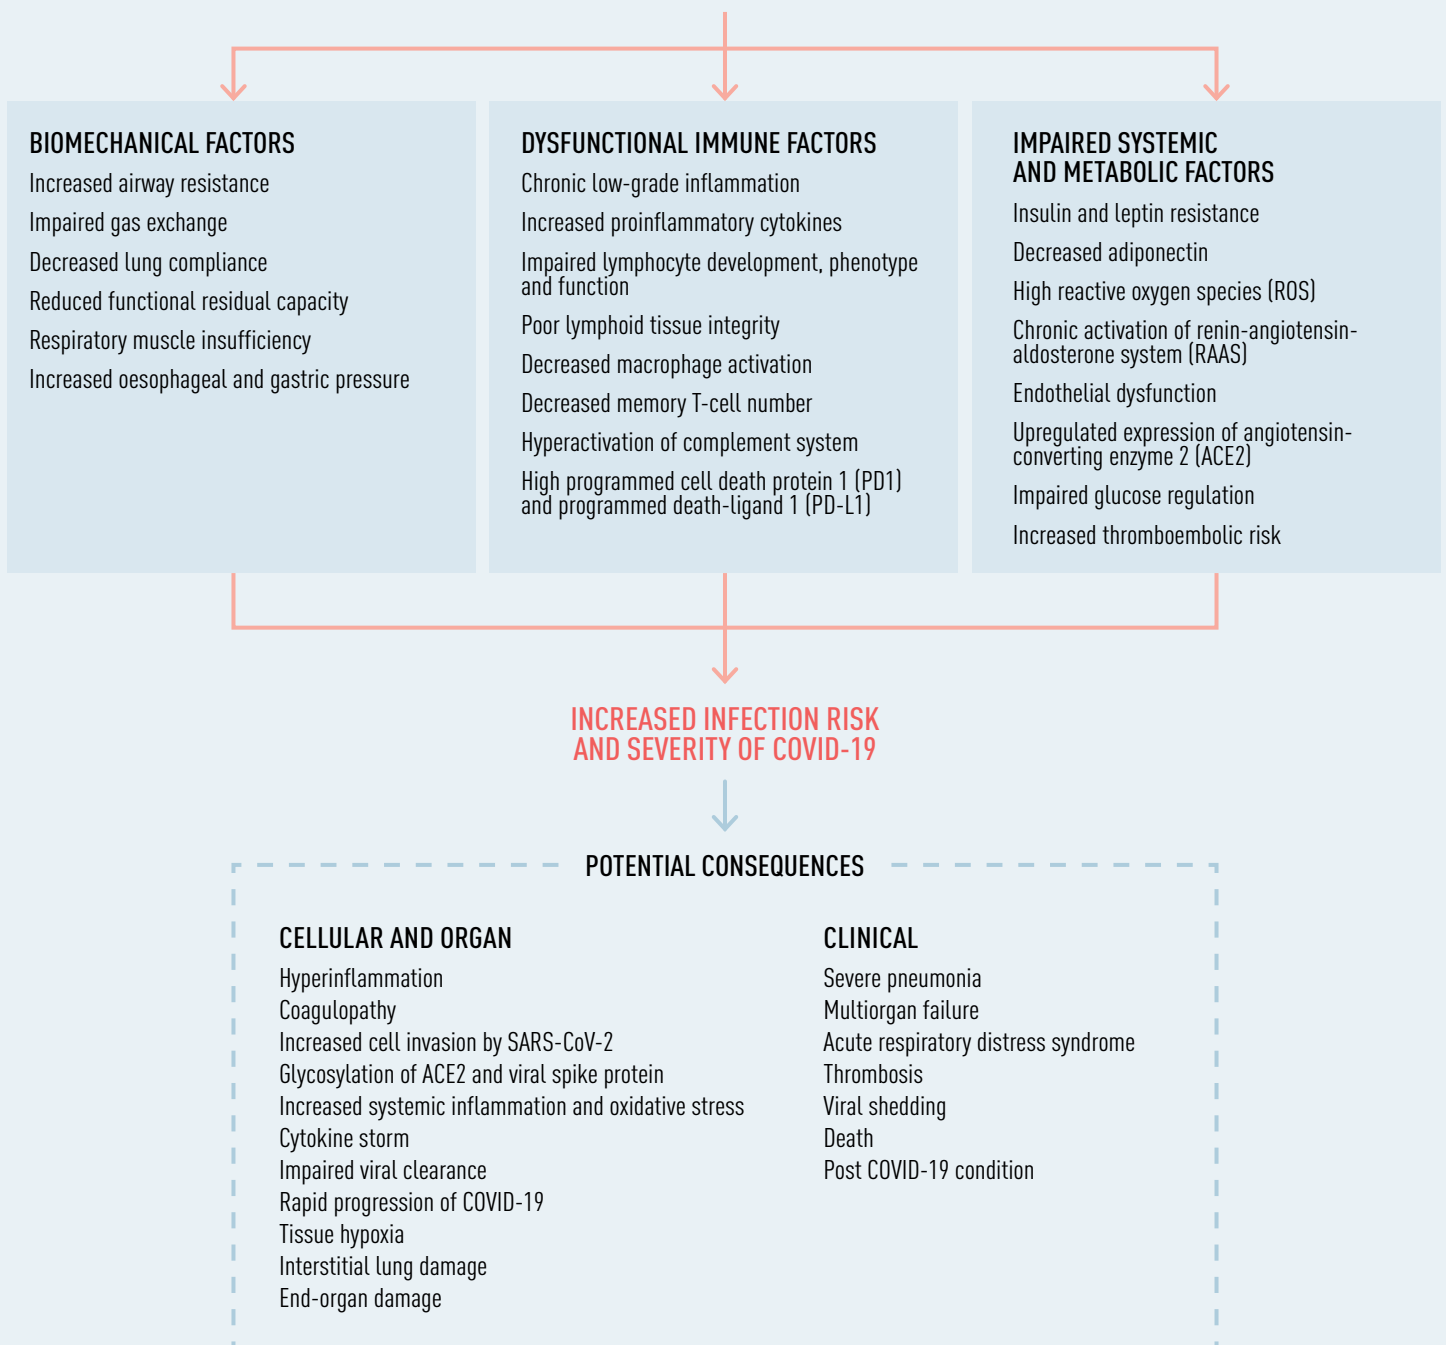 BIOMECHANICAL FACTORS
Increased airway resistance
Impaired gas exchange
Decreased lung compliance
Reduced functional residual capacity
Respiratory muscle insufficiency
Increased oesophageal and gastric pressure
DYSFUNCTIONAL IMMUNE FACTORS
Chronic low-grade inflammation
Increased proinflammatory cytokines
Impaired lymphocyte development, phenotype
and function
Poor lymphoid tissue integrity
Decreased macrophage activation
Decreased memory T-cell number
Hyperactivation of complement system
High programmed cell death protein 1 (PD1)
and programmed death-ligand 1 (PD-L1)
IMPAIRED SYSTEMIC
AND METABOLIC FACTORS
Insulin and leptin resistance
Decreased adiponectin
High reactive oxygen species (ROS)
Chronic activation of renin-angiotensin-
aldosterone system (RAAS)
Endothelial dysfunction
Upregulated expression of angiotensin-
converting enzyme 2 (ACE2)
Impaired glucose regulation
Increased thromboembolic risk
INCREASED INFECTION RISK
AND SEVERITY OF COVID-19
POTENTIAL CONSEQUENCES
CELLULAR AND ORGAN
Hyperinflammation
Coagulopathy
Increased cell invasion by SARS-CoV-2
Glycosylation of ACE2 and viral spike protein
Increased systemic inflammation and oxidative stress
Cytokine storm
Impaired viral clearance
Rapid progression of COVID-19
Tissue hypoxia
Interstitial lung damage
End-organ damage
CLINICAL
Severe pneumonia
Multiorgan failure
Acute respiratory distress syndrome
Thrombosis
Viral shedding
Death
Post COVID-19 condition